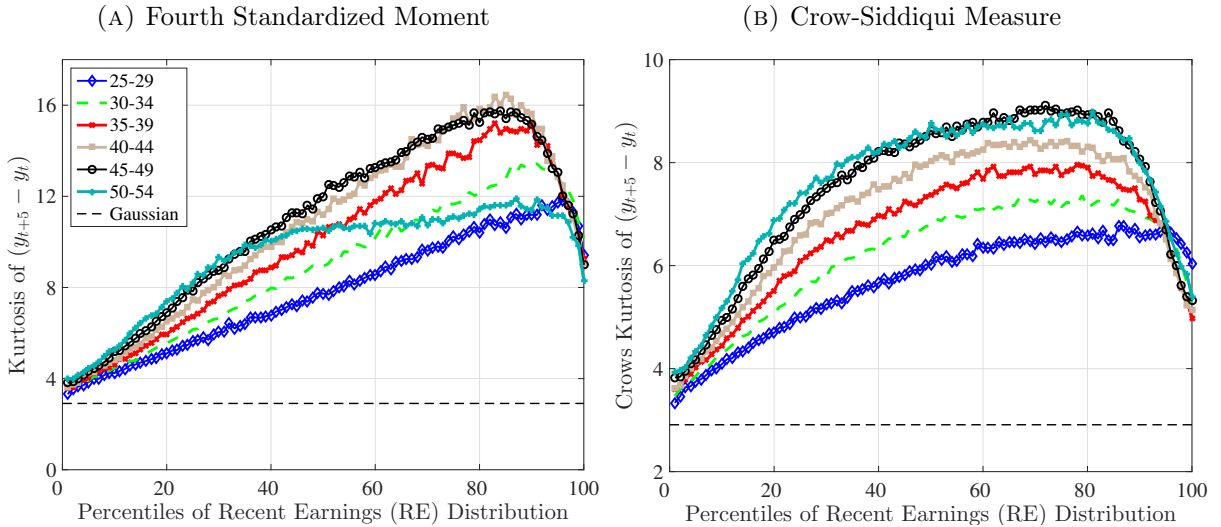 (A) Fourth Standardized Moment
Kurtosis of (y_{t+5} − y_t)
16
12
8
4
0
25-29
30-34
35-39
40-44
45-49
50-54
Gaussian
0 20 40 60 80 100
Percentiles of Recent Earnings (RE) Distribution
(B) Crow-Siddiqui Measure
Crows Kurtosis of (y_{t+5} − y_t)
10
8
6
4
2
0 20 40 60 80 100
Percentiles of Recent Earnings (RE) Distribution